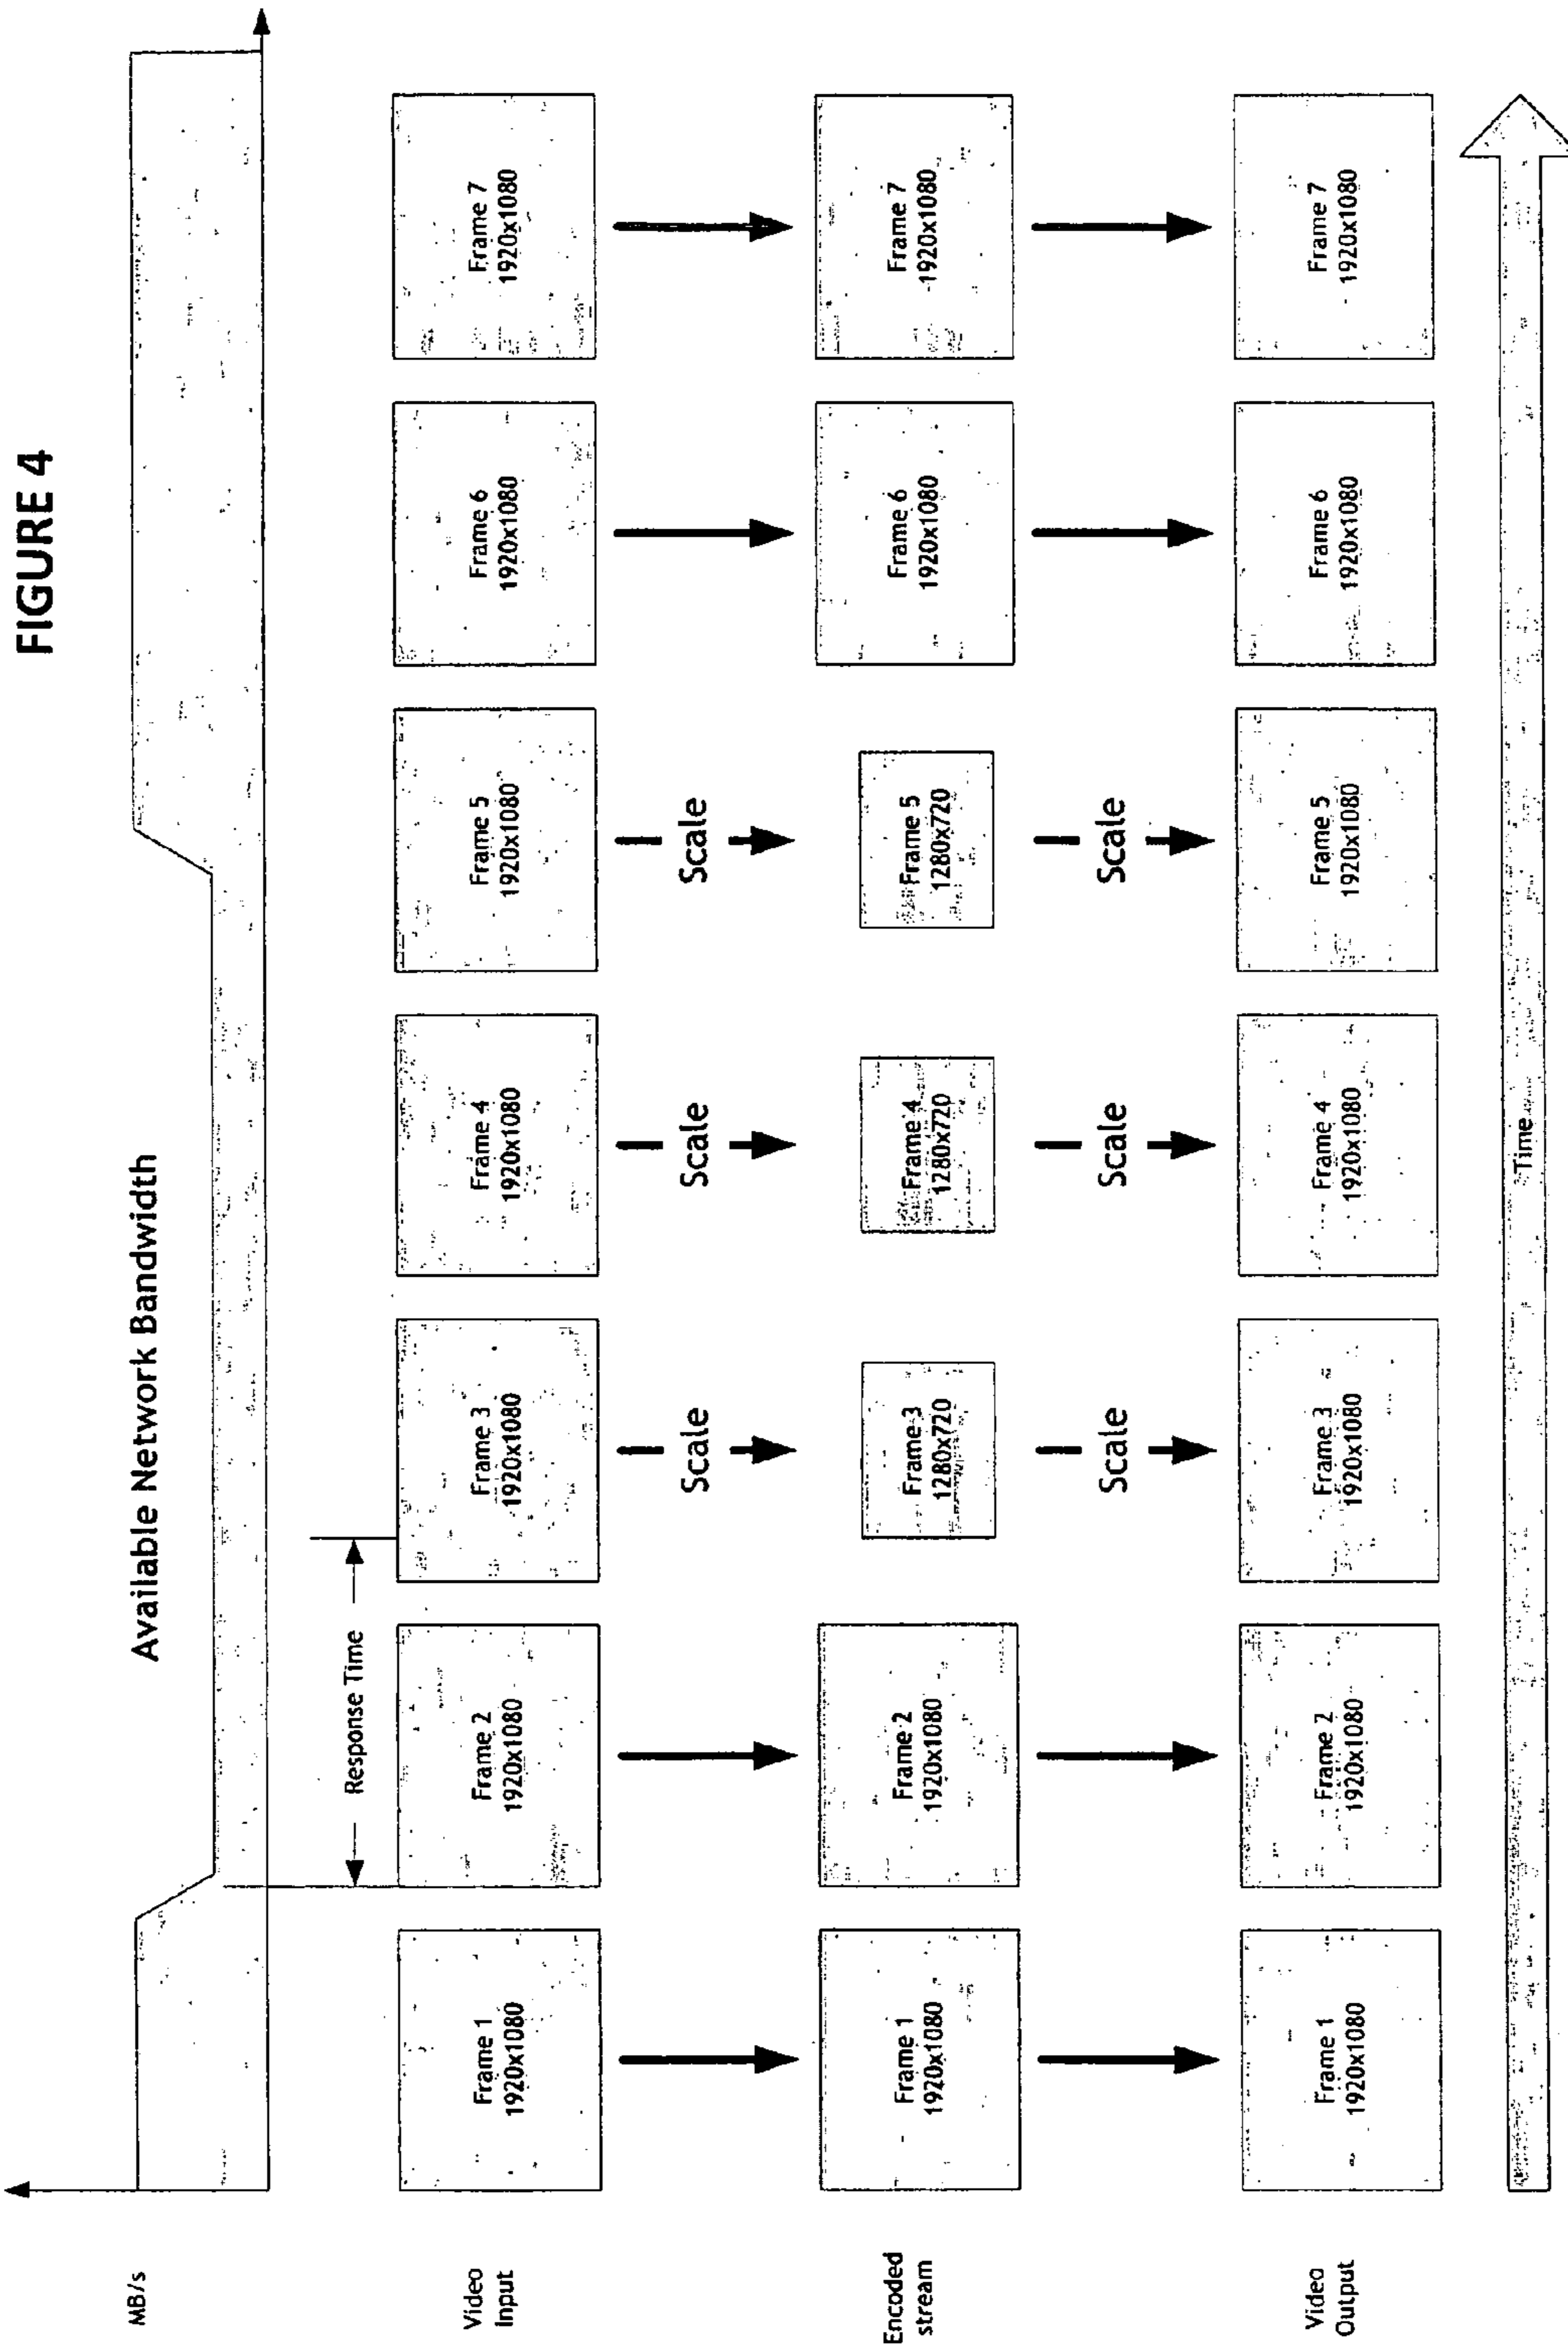 FIGURE 4
Available Network Bandwidth
MB/s
Response Time
Video
Input
Frame 1
1920x1080
Frame 2
1920x1080
Frame 3
1920x1080
Frame 4
1920x1080
Frame 5
1920x1080
Frame 6
1920x1080
Frame 7
1920x1080
Scale
Scale
Scale
Encoded
stream
Frame 1
1920x1080
Frame 2
1920x1080
Frame 3
1280x720
Frame 4
1280x720
Frame 5
1280x720
Frame 6
1920x1080
Frame 7
1920x1080
Scale
Scale
Scale
Video
Output
Frame 1
1920x1080
Frame 2
1920x1080
Frame 3
1920x1080
Frame 4
1920x1080
Frame 5
1920x1080
Frame 6
1920x1080
Frame 7
1920x1080
Time